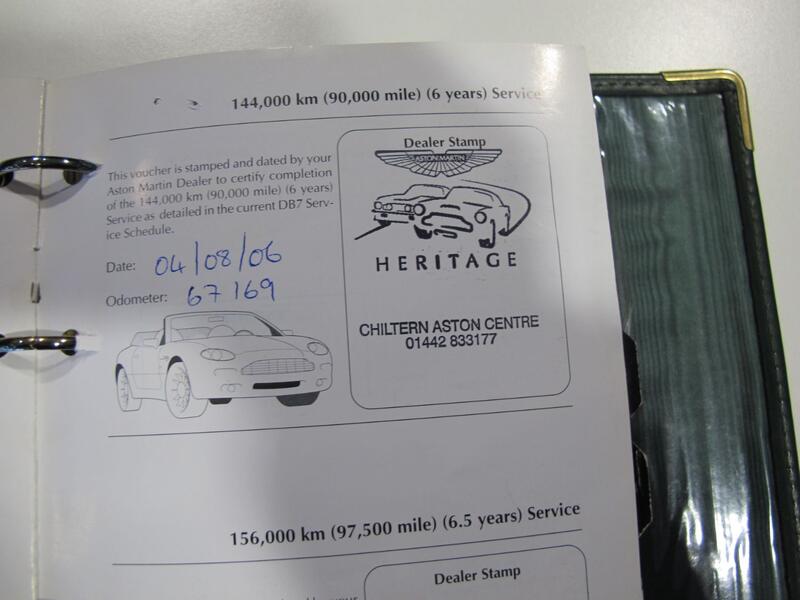 144,000 km (90,000 mile) (6 years) Service
This voucher is stamped and dated by your
Aston Martin Dealer to certify completion
of the 144,000 km (90,000 mile) (6 years)
Service as detailed in the current DB7 Serv-
ice Schedule.
Date: 04/08/06
Odometer: 67169
Dealer Stamp
ASTON MARTIN
HERITAGE
CHILTERN ASTON CENTRE
01442 833177
156,000 km (97,500 mile) (6.5 years) Service
Dealer Stamp